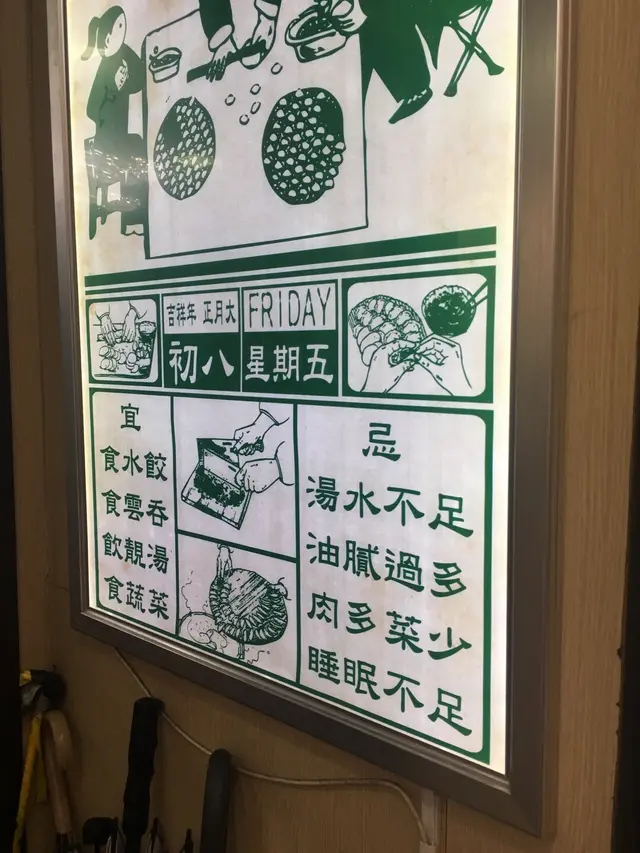 吉祥年 正月大
FRIDAY
初八
星期五
宜
食水餃
食雲吞
飲靚湯
食蔬菜
忌
湯水不足
油膩過多
肉多菜少
睡眠不足